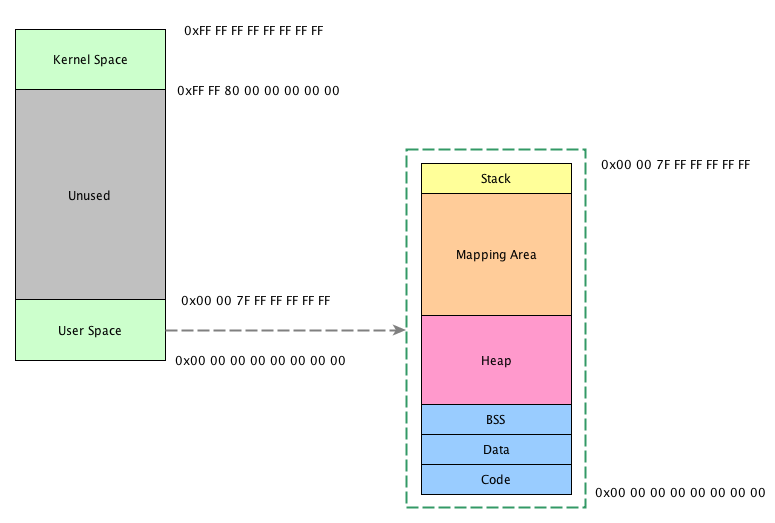 0xFF FF FF FF FF FF FF FF
Kernel Space
0xFF FF 80 00 00 00 00 00
Unused
0x00 00 7F FF FF FF FF FF
User Space
0x00 00 00 00 00 00 00 00
0x00 00 7F FF FF FF FF FF
Stack
Mapping Area
Heap
BSS
Data
Code
0x00 00 00 00 00 00 00 00